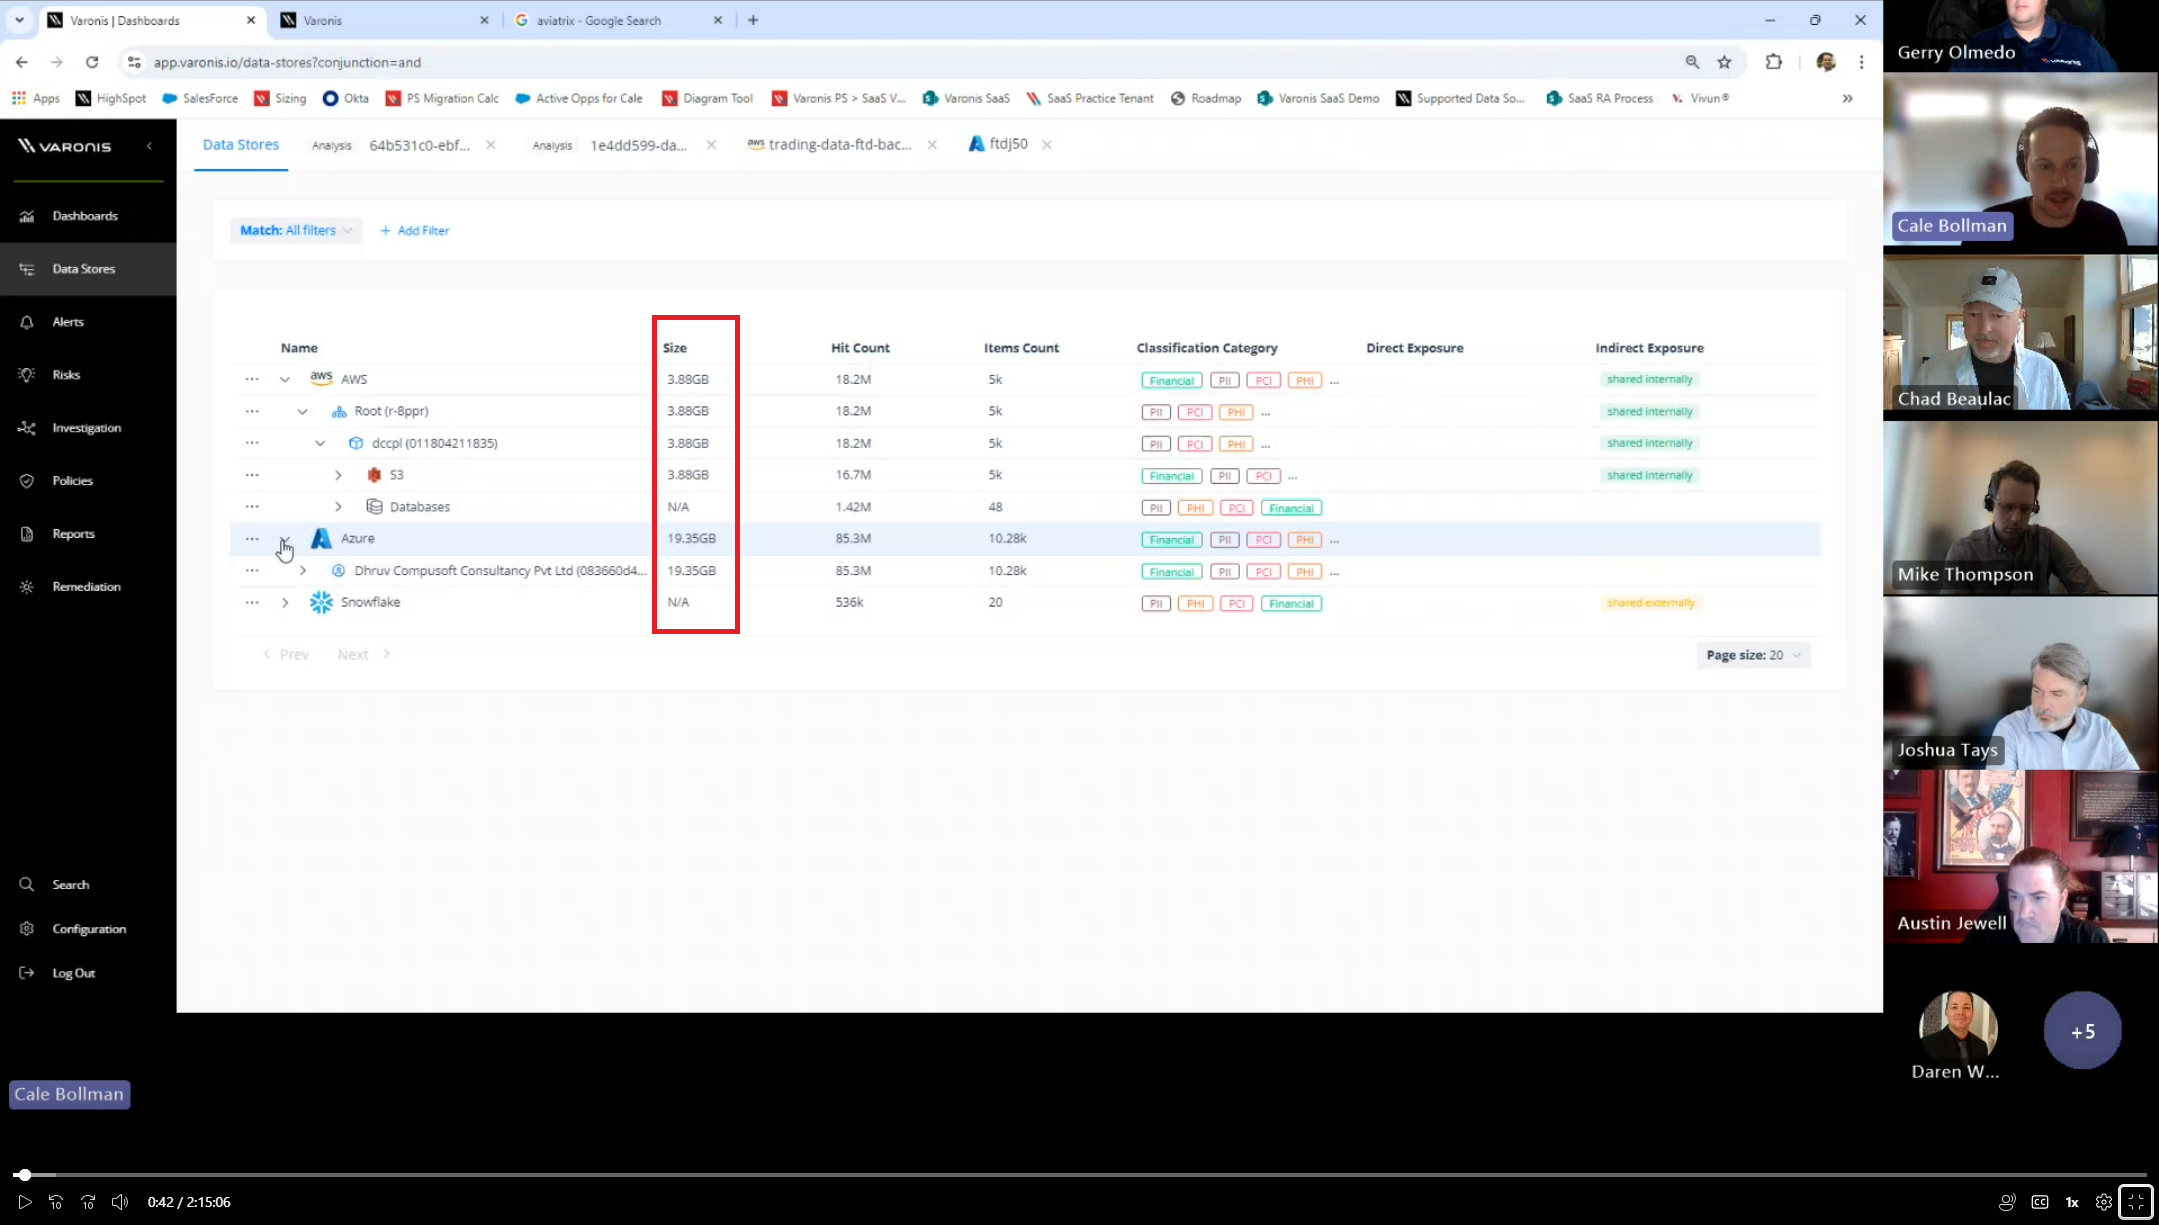 Varonis | Dashboards
Varonis
aviatrix - Google Search
app.varonis.io/data-stores?conjunction=and
Apps HighSpot SalesForce Sizing Okta PS Migration Calc Active Opps for Cale Diagram Tool Varonis PS > SaaS V... Varonis SaaS SaaS Practice Tenant Roadmap Varonis SaaS Demo Supported Data So... SaaS RA Process Vivun®
VARONIS
Data Stores Analysis 64b531c0-ebf... Analysis 1e4dd599-da... aws trading-data-ftd-bac... ftdj50
Dashboards
Data Stores
Alerts
Risks
Investigation
Policies
Reports
Remediation
Search
Configuration
Log Out
Match: All filters + Add Filter
Name Size Hit Count Items Count Classification Category Direct Exposure Indirect Exposure
... aws AWS 3.88GB 18.2M 5k Financial PII PCI PHI ... shared internally
... Root (r-8ppr) 3.88GB 18.2M 5k PII PCI PHI ... shared internally
... dccpl (011804211835) 3.88GB 18.2M 5k PII PCI PHI ... shared internally
... S3 3.88GB 16.7M 5k Financial PII PCI ... shared internally
... Databases N/A 1.42M 48 PII PHI PCI Financial
... Azure 19.35GB 85.3M 10.28k Financial PII PCI PHI ...
... Dhruv Compusoft Consultancy Pvt Ltd (083660d4... 19.35GB 85.3M 10.28k Financial PII PCI PHI ...
... Snowflake N/A 536k 20 PII PHI PCI Financial shared externally
< Prev Next >
Page size: 20
Gerry Olmedo
Cale Bollman
Chad Beaulac
Mike Thompson
Joshua Tays
Austin Jewell
Daren W...
+5
Cale Bollman
10 10 0:42 / 2:15:06
CC 1x